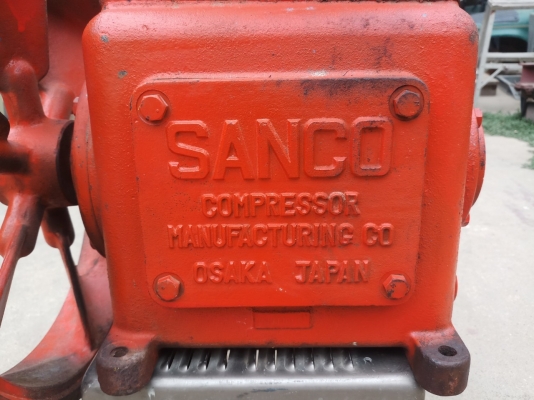 SANCO
COMPRESSOR
MANUFACTURING CO
OSAKA JAPAN